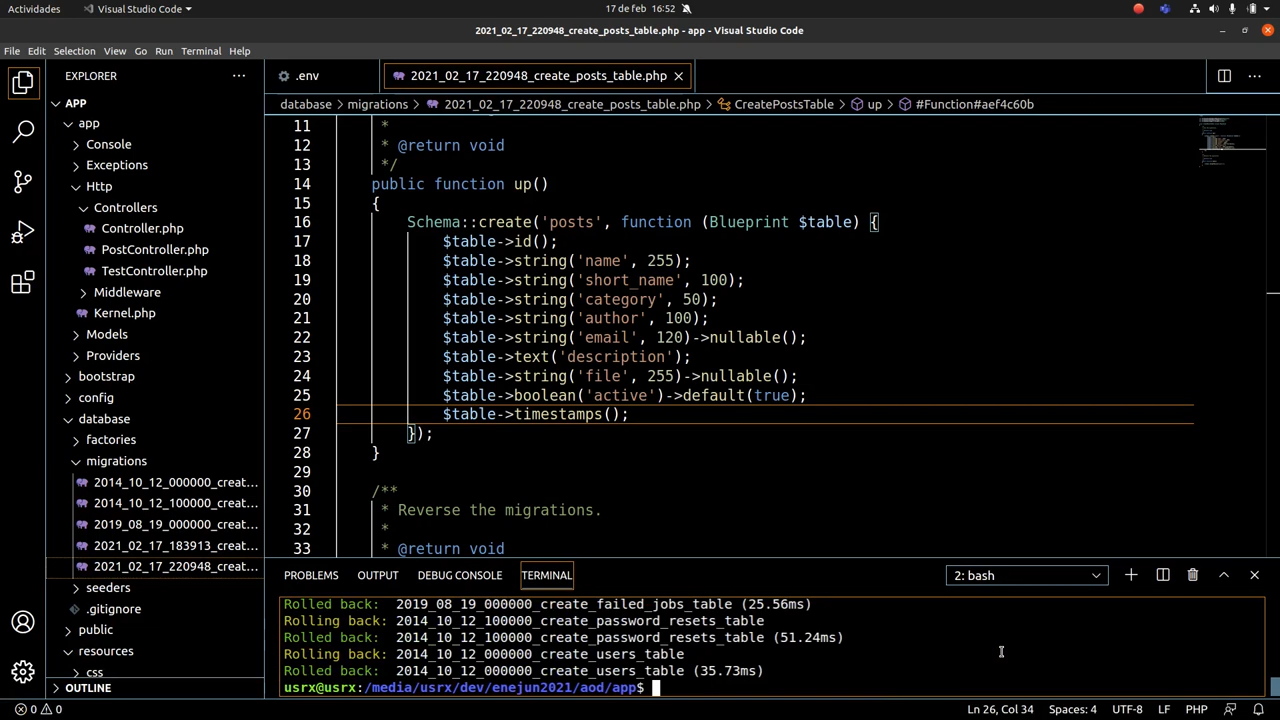 Actividades
Visual Studio Code
17 de feb 16:52
2021_02_17_220948_create_posts_table.php - app - Visual Studio Code
File Edit Selection View Go Run Terminal Help
EXPLORER
···
APP
app
Console
Exceptions
Http
Controllers
Controller.php
PostController.php
TestController.php
Middleware
Kernel.php
Models
Providers
bootstrap
config
database
factories
migrations
2014_10_12_000000_creat...
2014_10_12_100000_creat...
2019_08_19_000000_creat...
2021_02_17_183913_creat...
2021_02_17_220948_creat...
seeders
.gitignore
public
resources
css
OUTLINE
.env
2021_02_17_220948_create_posts_table.php
database > migrations > 2021_02_17_220948_create_posts_table.php > CreatePostsTable > up > #Function#aef4c60b
11 *
12 * @return void
13 */
14 public function up()
15 {
16 Schema::create('posts', function (Blueprint $table) {
17 $table->id();
18 $table->string('name', 255);
19 $table->string('short_name', 100);
20 $table->string('category', 50);
21 $table->string('author', 100);
22 $table->string('email', 120)->nullable();
23 $table->text('description');
24 $table->string('file', 255)->nullable();
25 $table->boolean('active')->default(true);
26 $table->timestamps();
27 });
28 }
29
30 /**
31 * Reverse the migrations.
32 *
33 * @return void
PROBLEMS OUTPUT DEBUG CONSOLE TERMINAL
2: bash
Rolled back: 2019_08_19_000000_create_failed_jobs_table (25.56ms)
Rolling back: 2014_10_12_100000_create_password_resets_table
Rolled back: 2014_10_12_100000_create_password_resets_table (51.24ms)
Rolling back: 2014_10_12_000000_create_users_table
Rolled back: 2014_10_12_000000_create_users_table (35.73ms)
usrx@usrx:/media/usrx/dev/enejun2021/aod/app$
0 0
Ln 26, Col 34 Spaces: 4 UTF-8 LF PHP